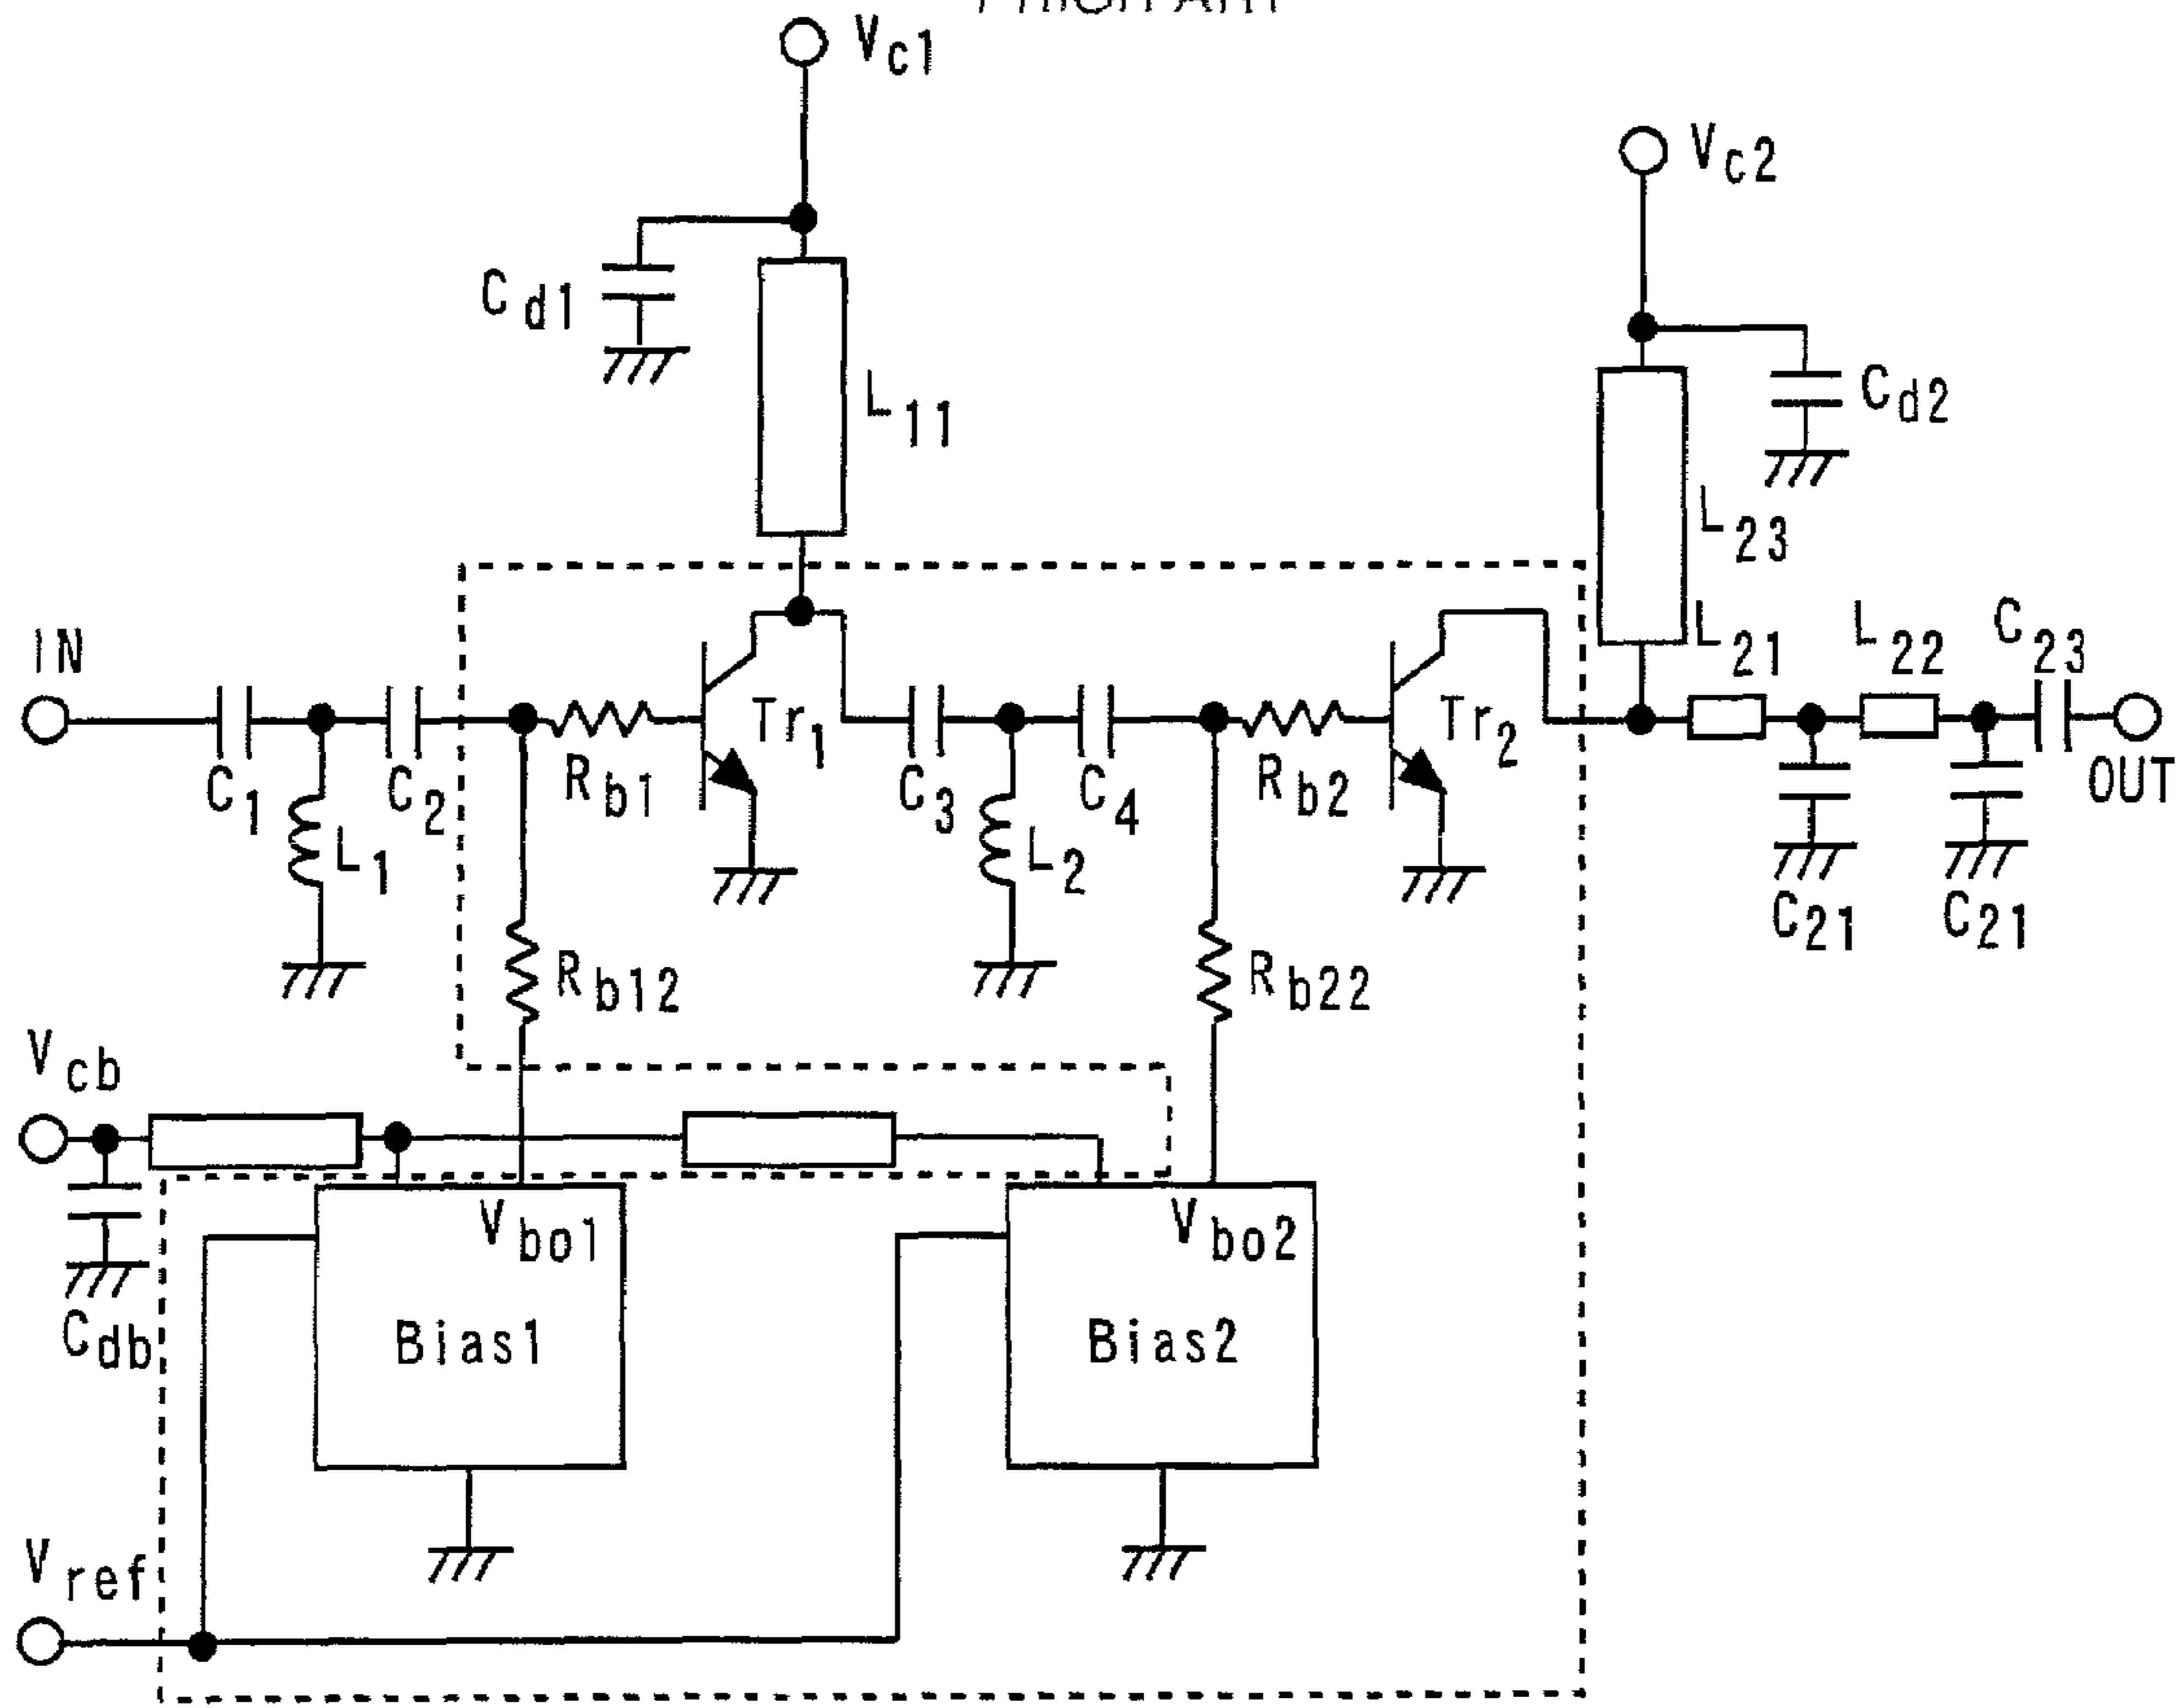 Vc1
Vc2
Cd1
L11
Cd2
L23
IN
L21
L22
C23
C1
C2
Rb1
Tr1
C3
C4
Rb2
Tr2
OUT
L1
L2
C21
C21
Rb12
Rb22
Vcb
Vbo1
Vbo2
Cdb
Bias1
Bias2
Vref